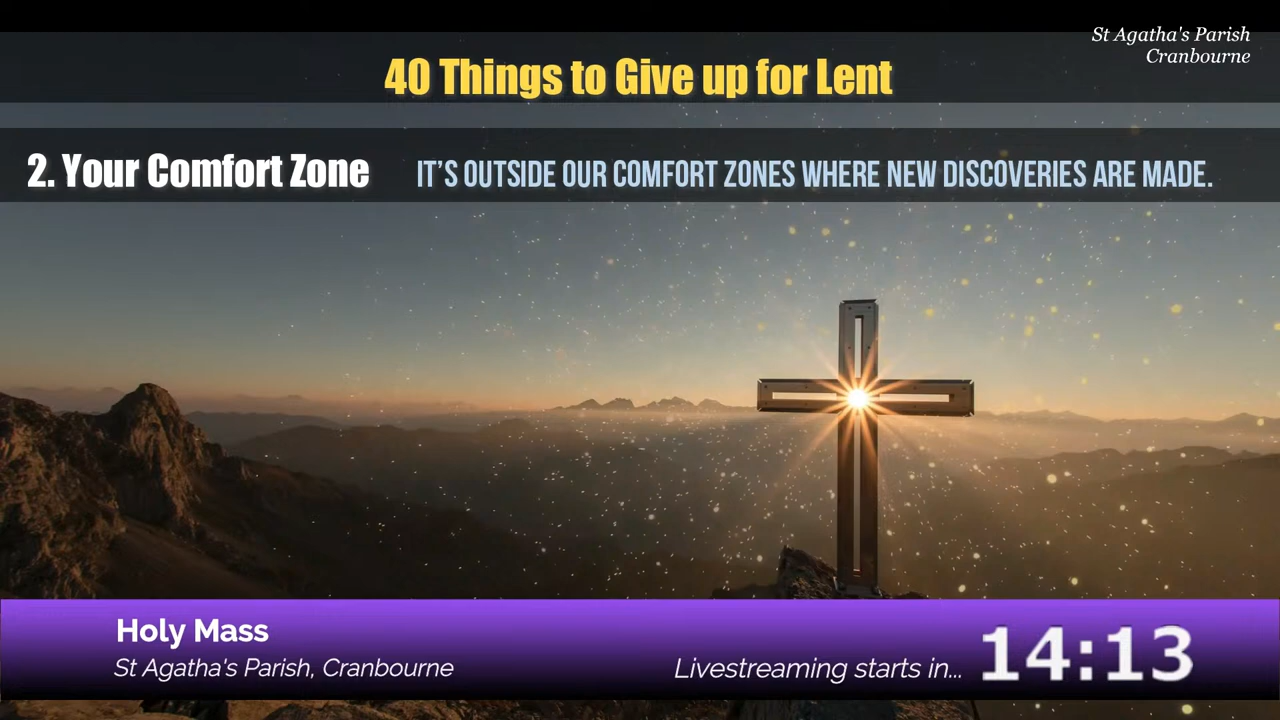 St Agatha's Parish
Cranbourne
40 Things to Give up for Lent
2. Your Comfort Zone IT'S OUTSIDE OUR COMFORT ZONES WHERE NEW DISCOVERIES ARE MADE.
Holy Mass
St Agatha's Parish, Cranbourne
Livestreaming starts in... 14:13